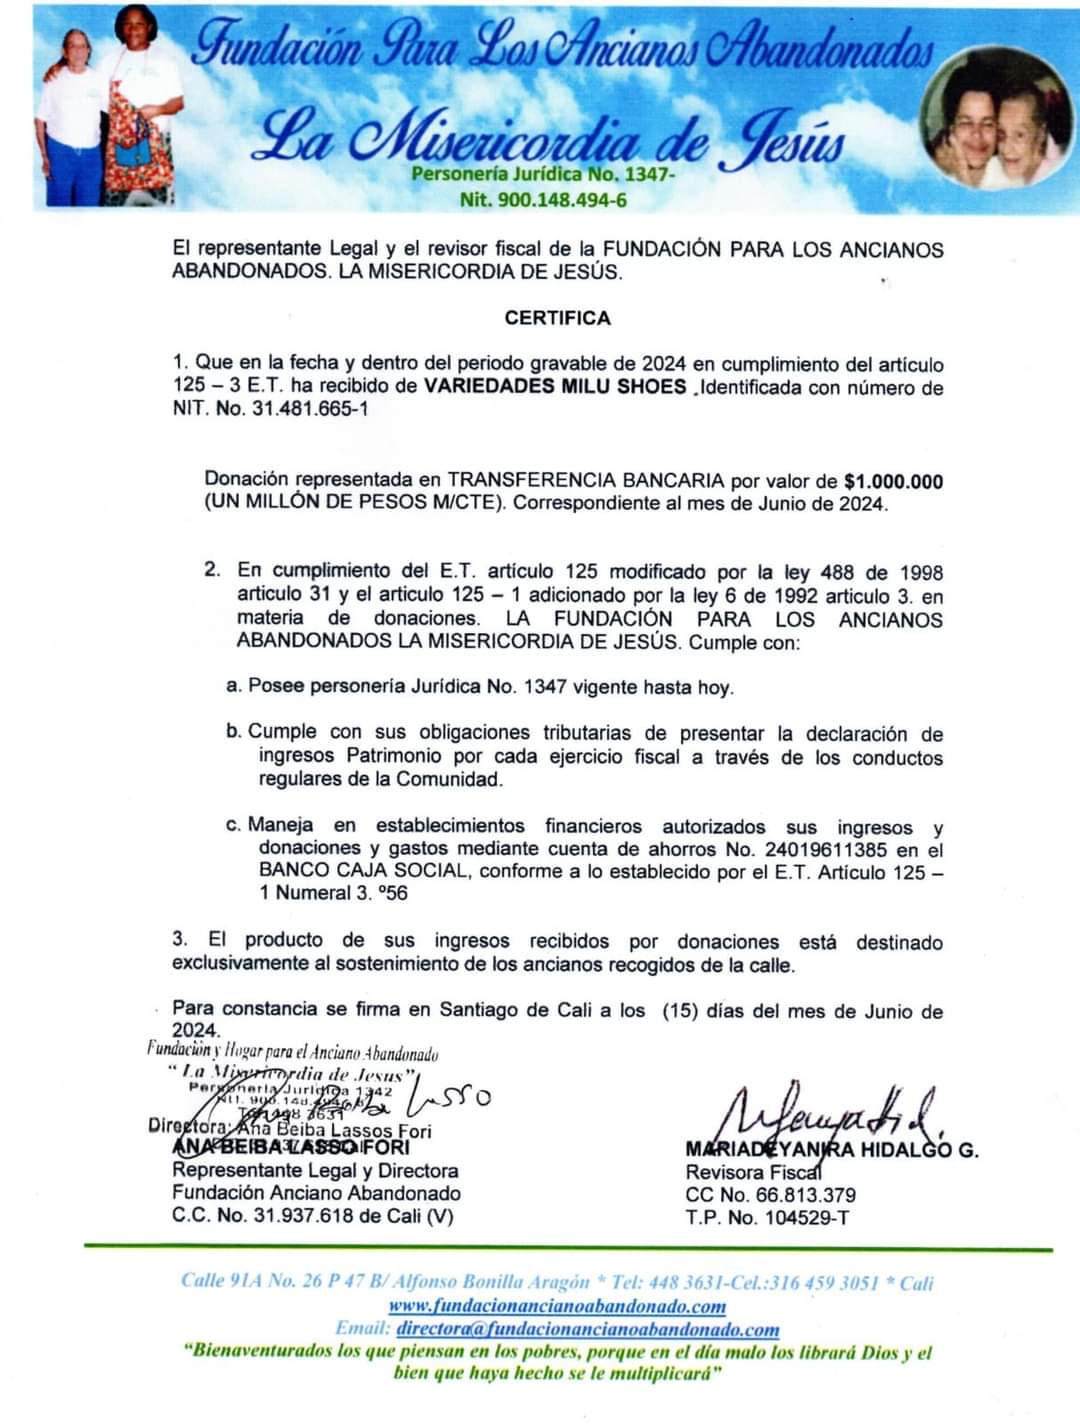 Fundación Para Los Ancianos Abandonados
La Misericordia de Jesús
Personería Jurídica No. 1347-
Nit. 900.148.494-6
El representante Legal y el revisor fiscal de la FUNDACIÓN PARA LOS ANCIANOS
ABANDONADOS. LA MISERICORDIA DE JESÚS.
CERTIFICA
1. Que en la fecha y dentro del periodo gravable de 2024 en cumplimiento del artículo
125 – 3 E.T. ha recibido de VARIEDADES MILU SHOES .Identificada con número de
NIT. No. 31.481.665-1
Donación representada en TRANSFERENCIA BANCARIA por valor de $1.000.000
(UN MILLÓN DE PESOS M/CTE). Correspondiente al mes de Junio de 2024.
2. En cumplimiento del E.T. artículo 125 modificado por la ley 488 de 1998
articulo 31 y el articulo 125 – 1 adicionado por la ley 6 de 1992 articulo 3. en
materia de donaciones. LA FUNDACIÓN PARA LOS ANCIANOS
ABANDONADOS LA MISERICORDIA DE JESÚS. Cumple con:
a. Posee personería Jurídica No. 1347 vigente hasta hoy.
b. Cumple con sus obligaciones tributarias de presentar la declaración de
ingresos Patrimonio por cada ejercicio fiscal a través de los conductos
regulares de la Comunidad.
c. Maneja en establecimientos financieros autorizados sus ingresos y
donaciones y gastos mediante cuenta de ahorros No. 24019611385 en el
BANCO CAJA SOCIAL, conforme a lo establecido por el E.T. Artículo 125 –
1 Numeral 3. º56
3. El producto de sus ingresos recibidos por donaciones está destinado
exclusivamente al sostenimiento de los ancianos recogidos de la calle.
Para constancia se firma en Santiago de Cali a los (15) días del mes de Junio de
2024.
Fundación y Hogar para el Anciano Abandonado
"La Misericordia de Jesus"
Personería Jurídica 1342
Lasso
Directora: Ana Beiba Lassos Fori
ANA BEIBA LASSO FORI
Representante Legal y Directora
Fundación Anciano Abandonado
C.C. No. 31.937.618 de Cali (V)
MARIADEYANIRA HIDALGO G.
Revisora Fiscal
CC No. 66.813.379
T.P. No. 104529-T
Calle 91A No. 26 P 47 B/ Alfonso Bonilla Aragón * Tel: 448 3631-Cel.:316 459 3051 * Cali
www.fundacionancianoabandonado.com
Email: directora@fundacionancianoabandonado.com
"Bienaventurados los que piensan en los pobres, porque en el día malo los librará Dios y el
bien que haya hecho se le multiplicará"